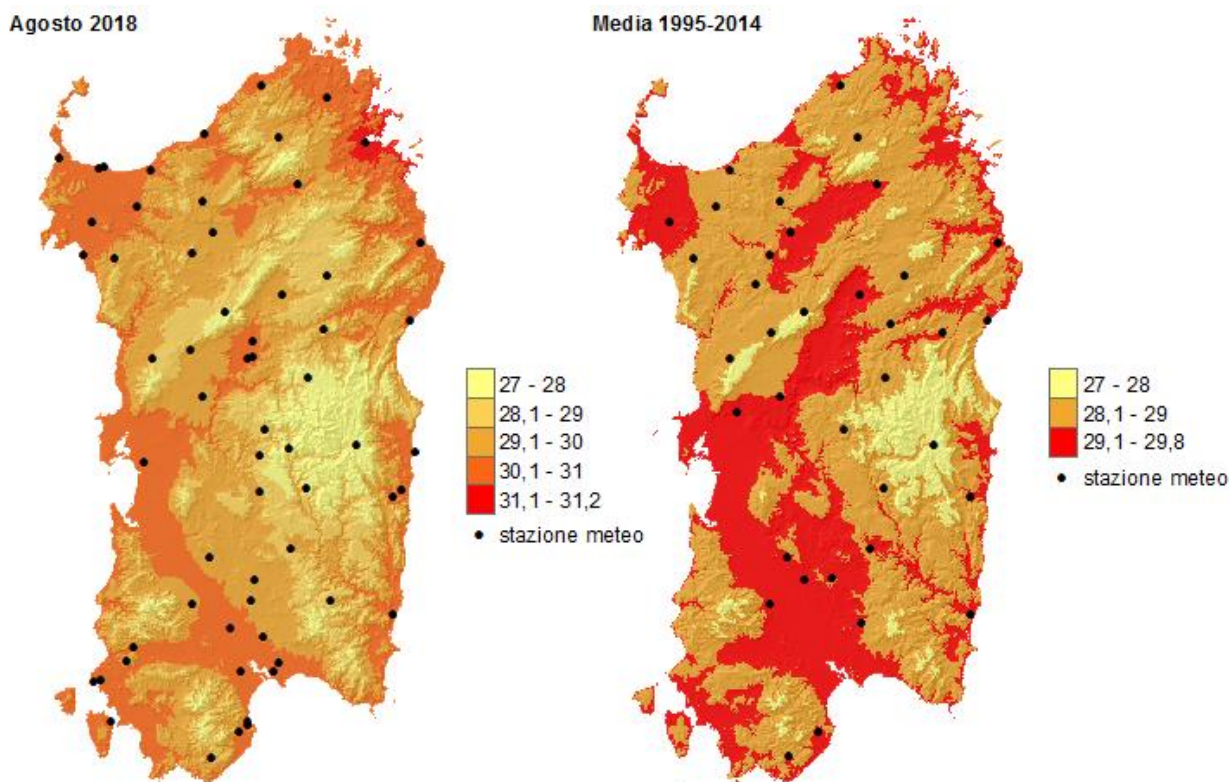 Agosto 2018
Media 1995-2014
27 - 28
28,1 - 29
29,1 - 30
30,1 - 31
31,1 - 31,2
stazione meteo
27 - 28
28,1 - 29
29,1 - 29,8
stazione meteo